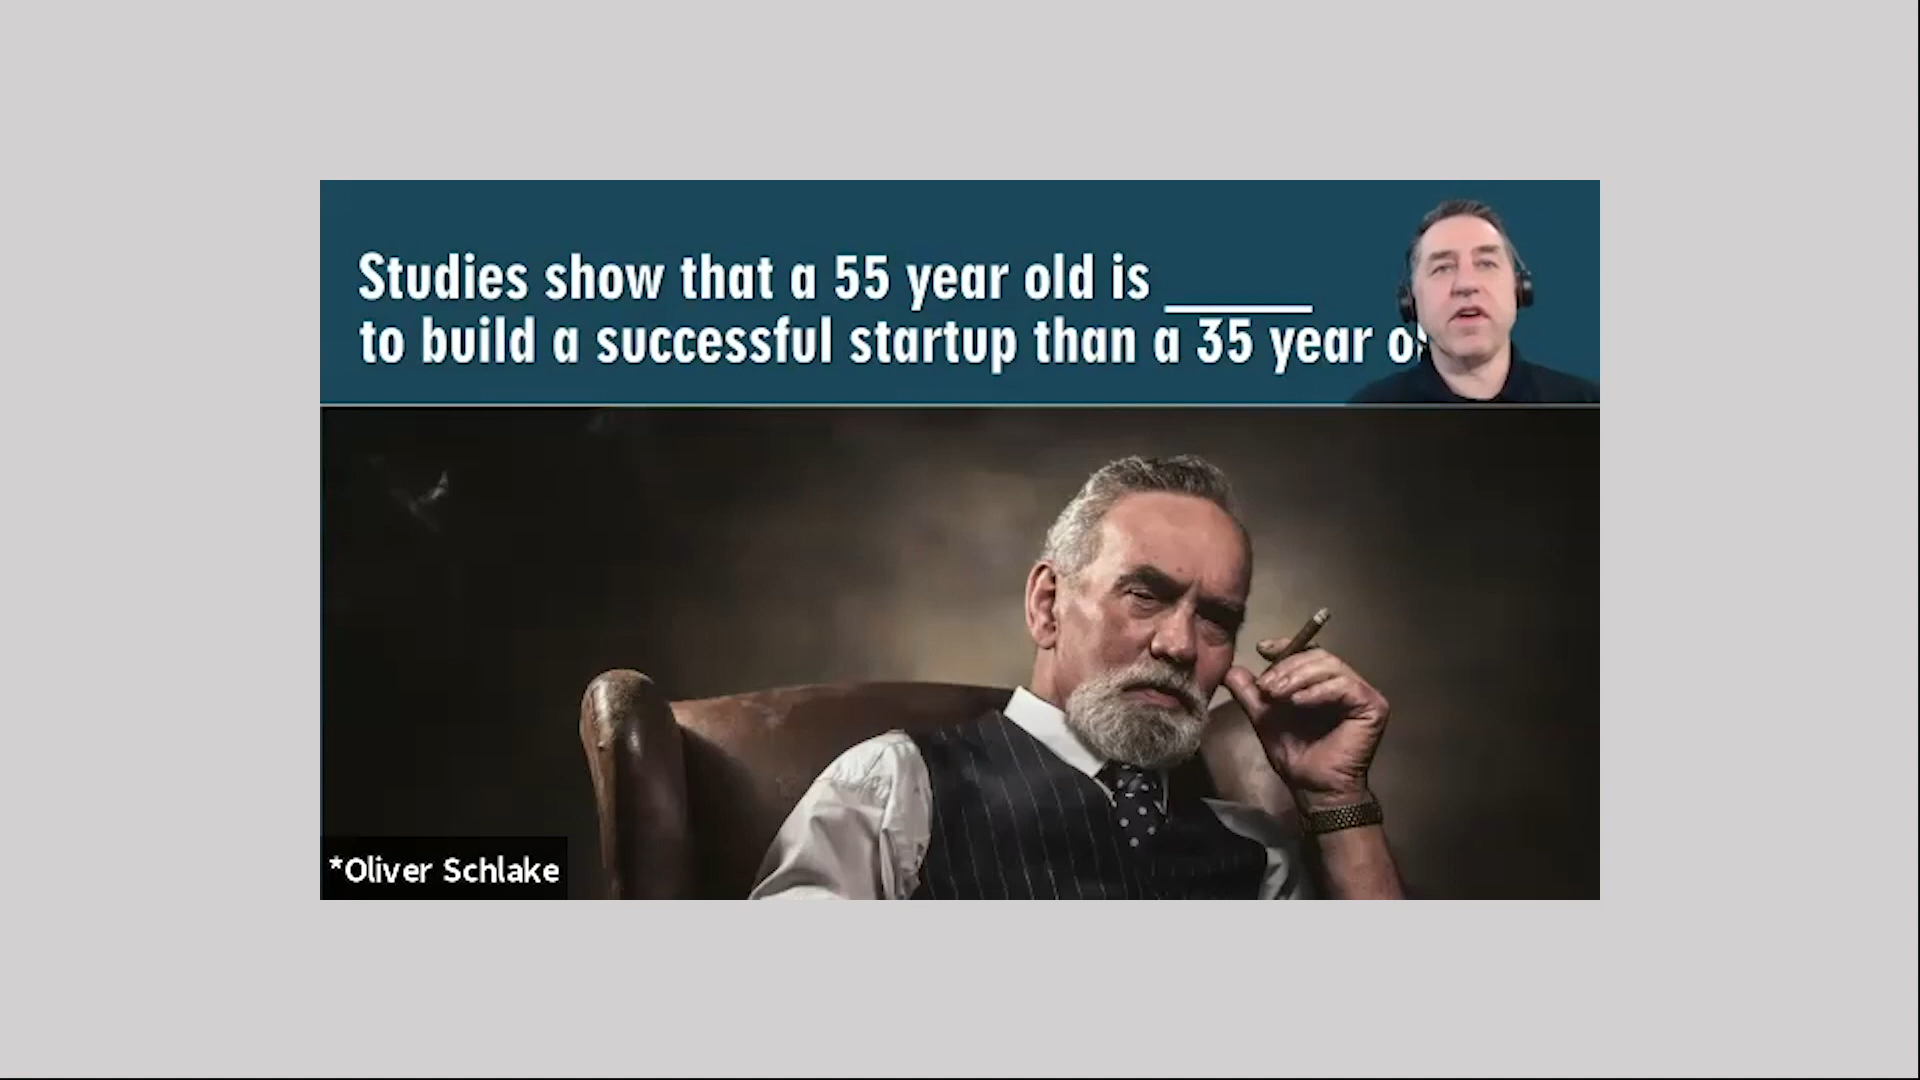 Studies show that a 55 year old is ______
to build a successful startup than a 35 year
*Oliver Schlake